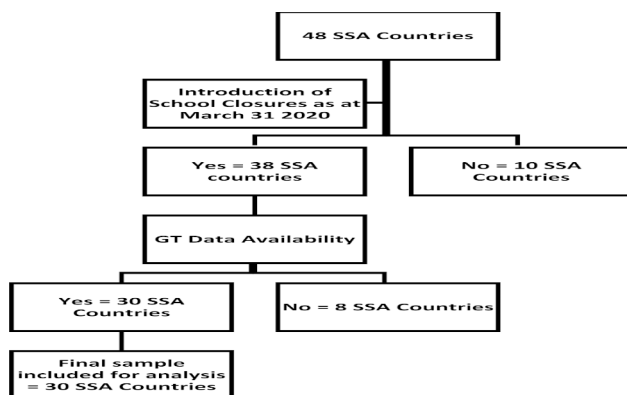 48 SSA Countries
Introduction of
School Closures as at
March 31 2020
Yes = 38 SSA
countries
No = 10 SSA
Countries
GT Data Availability
Yes = 30 SSA
Countries
No = 8 SSA Countries
Final sample
included for analysis
= 30 SSA Countries